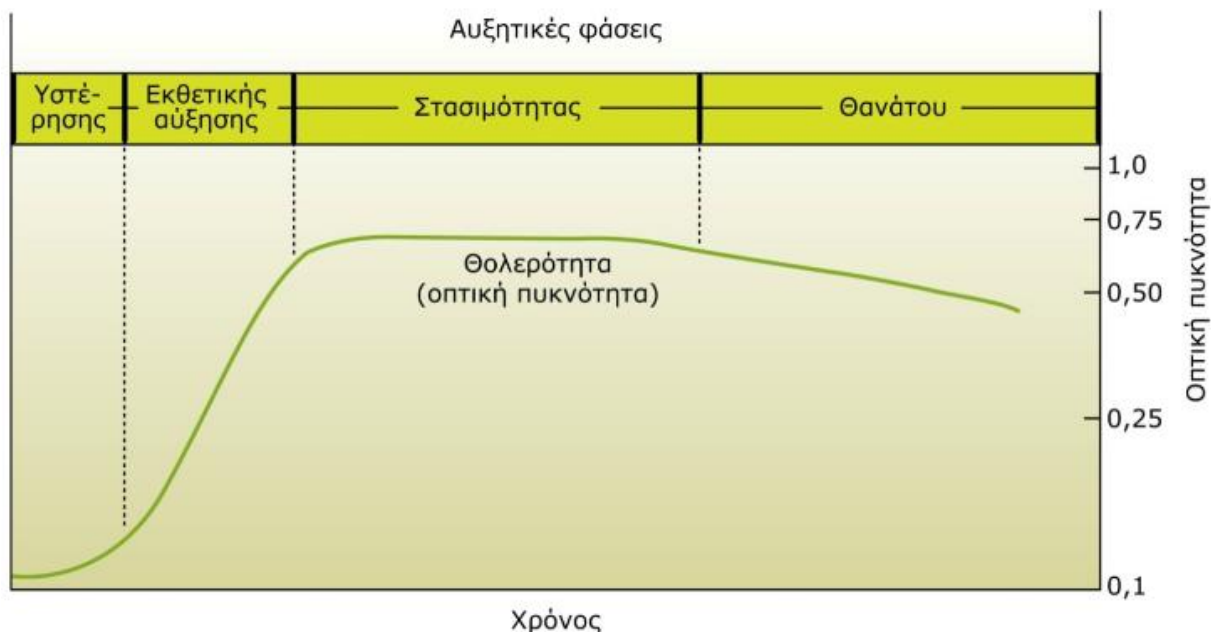 Αυξητικές φάσεις
Υστέ-
ρησης
Εκθετικής
αύξησης
Στασιμότητας
Θανάτου
1,0
0,75
Θολερότητα
(οπτική πυκνότητα)
0,50
0,25
0,1
Οπτική πυκνότητα
Χρόνος